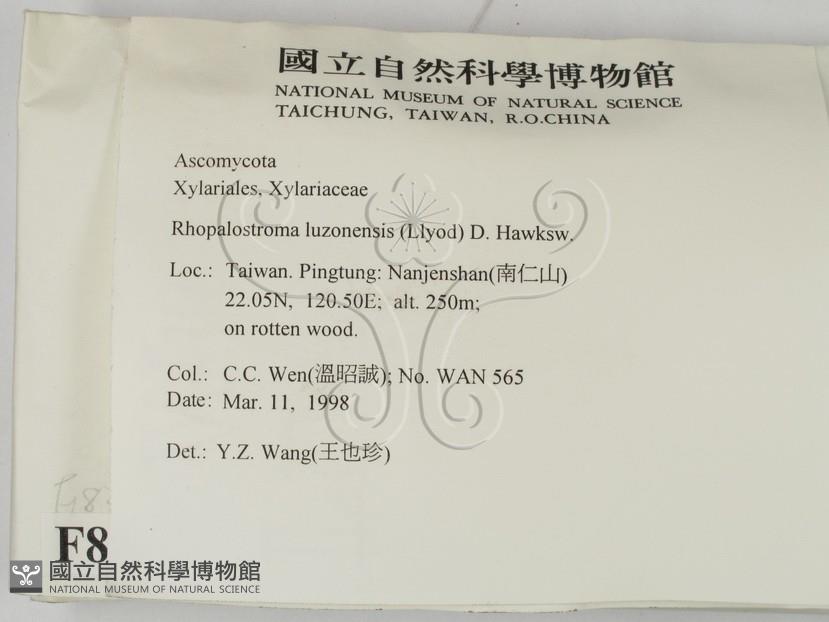 國立自然科學博物館
NATIONAL MUSEUM OF NATURAL SCIENCE
TAICHUNG, TAIWAN, R.O.CHINA
Ascomycota
Xylariales, Xylariaceae
Rhopalostroma luzonensis (Llyod) D. Hawksw.
Loc.: Taiwan. Pingtung: Nanjenshan(南仁山)
22.05N, 120.50E; alt. 250m;
on rotten wood.
Col.: C.C. Wen(溫昭誠); No. WAN 565
Date: Mar. 11, 1998
Det.: Y.Z. Wang(王也珍)
F8
國立自然科學博物館
NATIONAL MUSEUM OF NATURAL SCIENCE